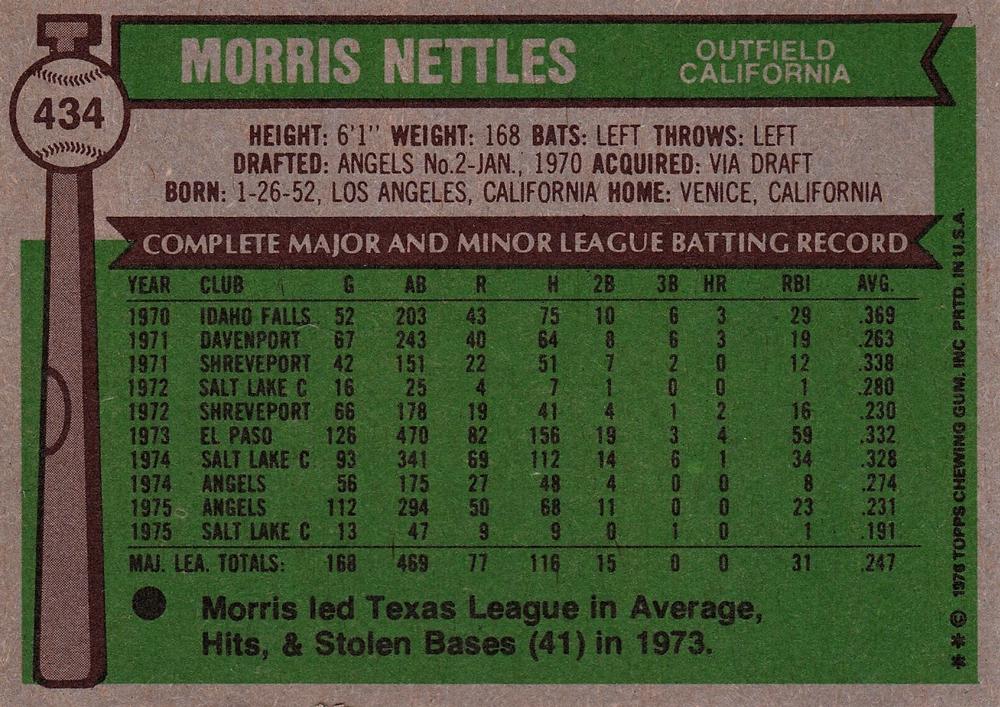 434
MORRIS NETTLES
OUTFIELD
CALIFORNIA
HEIGHT: 6'1" WEIGHT: 168 BATS: LEFT THROWS: LEFT
DRAFTED: ANGELS No.2-JAN., 1970 ACQUIRED: VIA DRAFT
BORN: 1-26-52, LOS ANGELES, CALIFORNIA HOME: VENICE, CALIFORNIA
COMPLETE MAJOR AND MINOR LEAGUE BATTING RECORD
YEAR CLUB G AB R H 2B 3B HR RBI AVG.
1970 IDAHO FALLS 52 203 43 75 10 6 3 29 .369
1971 DAVENPORT 67 243 40 64 8 6 3 19 .263
1971 SHREVEPORT 42 151 22 51 7 2 0 12 .338
1972 SALT LAKE C 16 25 4 7 1 0 0 1 .280
1972 SHREVEPORT 66 178 19 41 4 1 2 16 .230
1973 EL PASO 126 470 82 156 19 3 4 59 .332
1974 SALT LAKE C 93 341 69 112 14 6 1 34 .328
1974 ANGELS 56 175 27 48 4 0 0 8 .274
1975 ANGELS 112 294 50 68 11 0 0 23 .231
1975 SALT LAKE C 13 47 9 9 0 1 0 1 .191
MAJ. LEA. TOTALS: 168 469 77 116 15 0 0 31 .247
Morris led Texas League in Average,
Hits, & Stolen Bases (41) in 1973.
* * © 1976 TOPPS CHEWING GUM, INC PRTD. IN U.S.A.